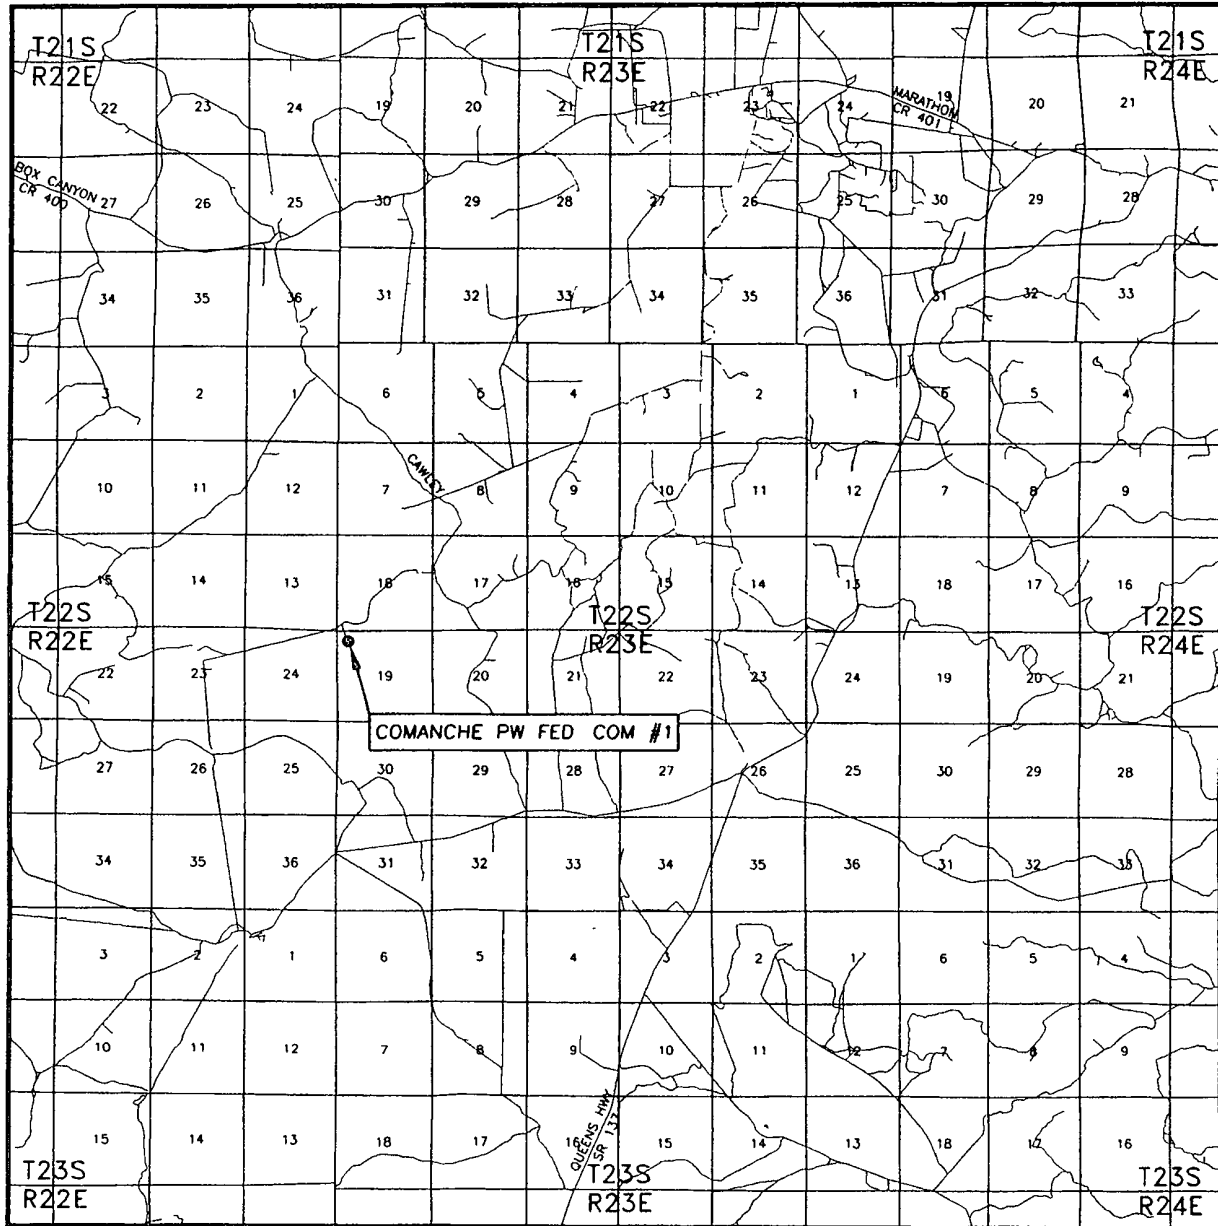 T21S T21S T21S
R22E R23E R24E
22 23 24 19 20 21 22 23 24 19 20 21
MARATHON
CR 401
BOX CANYON
CR 400
27 26 25 30 29 28 27 26 25 30 29 28
34 35 36 31 32 33 34 35 36 31 32 33
3 2 1 6 5 4 3 2 1 6 5 4
CAWLEY
10 11 12 7 8 9 10 11 12 7 8 9
15 14 13 18 17 16 15 14 13 18 17 16
T22S T22S T22S
R22E R23E R24E
22 23 24 19 20 21 22 23 24 19 20 21
COMANCHE PW FED COM #1
27 26 25 30 29 28 27 26 25 30 29 28
34 35 36 31 32 33 34 35 36 31 32 33
3 2 1 6 5 4 3 2 1 6 5 4
10 11 12 7 8 9 10 11 12 7 8 9
QUEENS HWY
SR 137
15 14 13 18 17 16 15 14 13 18 17 16
T23S T23S T23S
R22E R23E R24E